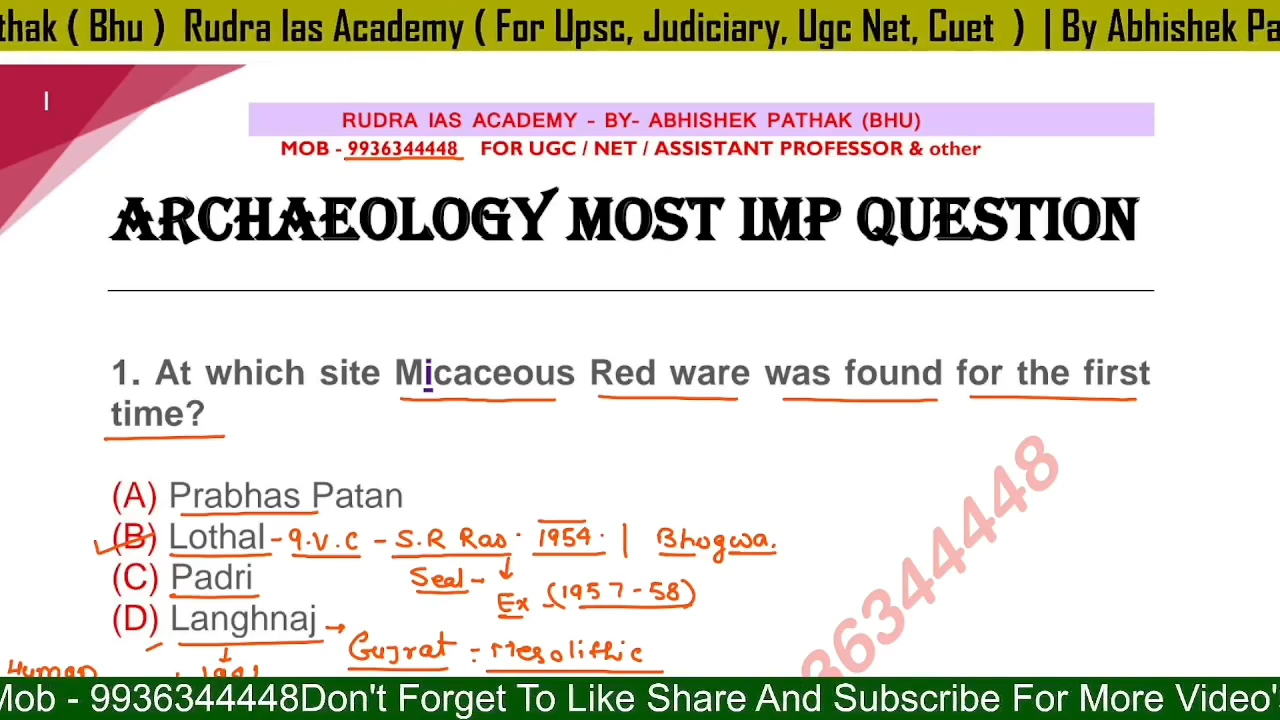 thak ( Bhu ) Rudra Ias Academy ( For Upsc, Judiciary, Ugc Net, Cuet ) | By Abhishek Pa
I
RUDRA IAS ACADEMY - BY- ABHISHEK PATHAK (BHU)
MOB - 9936344448 FOR UGC / NET / ASSISTANT PROFESSOR & other
ARCHAEOLOGY MOST IMP QUESTION
1. At which site Micaceous Red ware was found for the first
time?
(A) Prabhas Patan
(B) Lothal - 9.V.C - S.R Rao. 1954. | Bhogwa.
(C) Padri
Seal -
Ex - (1957-58)
(D) Langhnaj → Gujrat - Mesolithic
Human
36344448
Mob - 9936344448Don't Forget To Like Share And Subscribe For More Video'